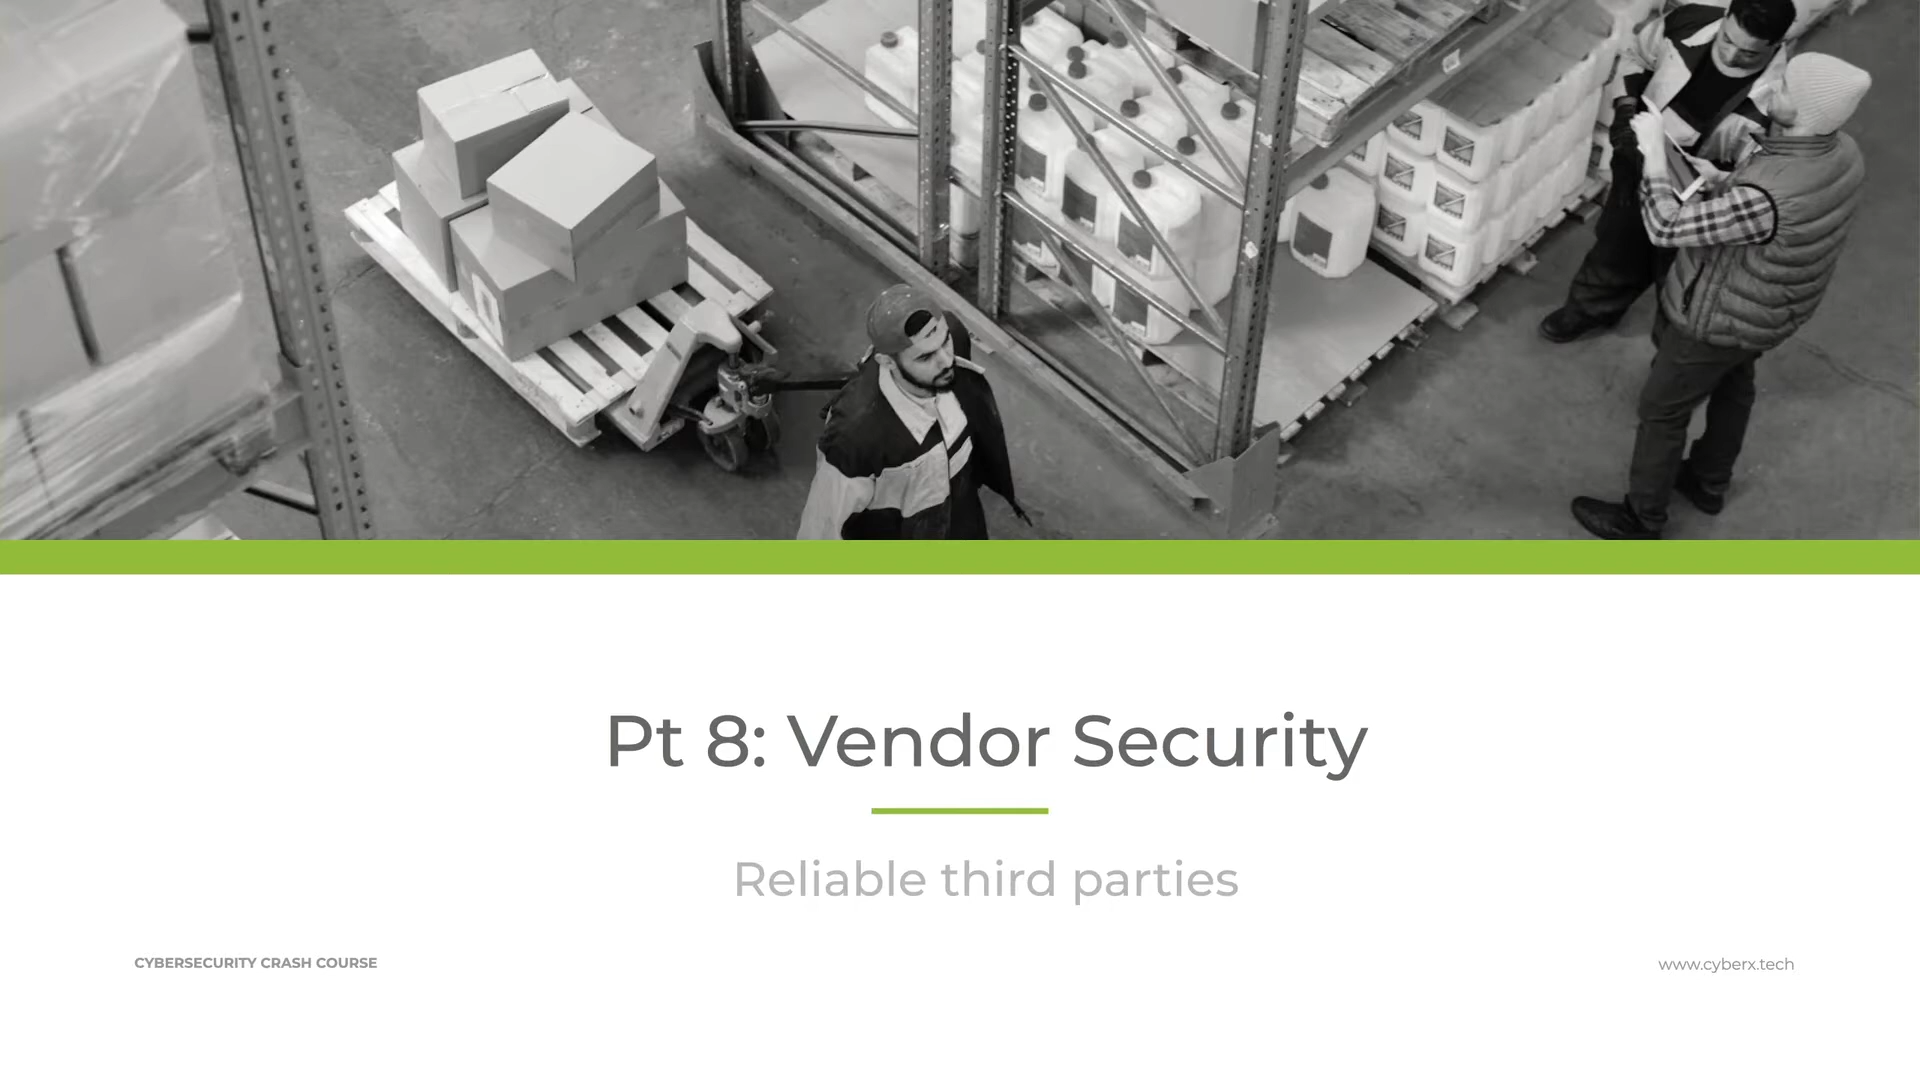 Pt 8: Vendor Security
Reliable third parties
CYBERSECURITY CRASH COURSE
www.cyberx.tech